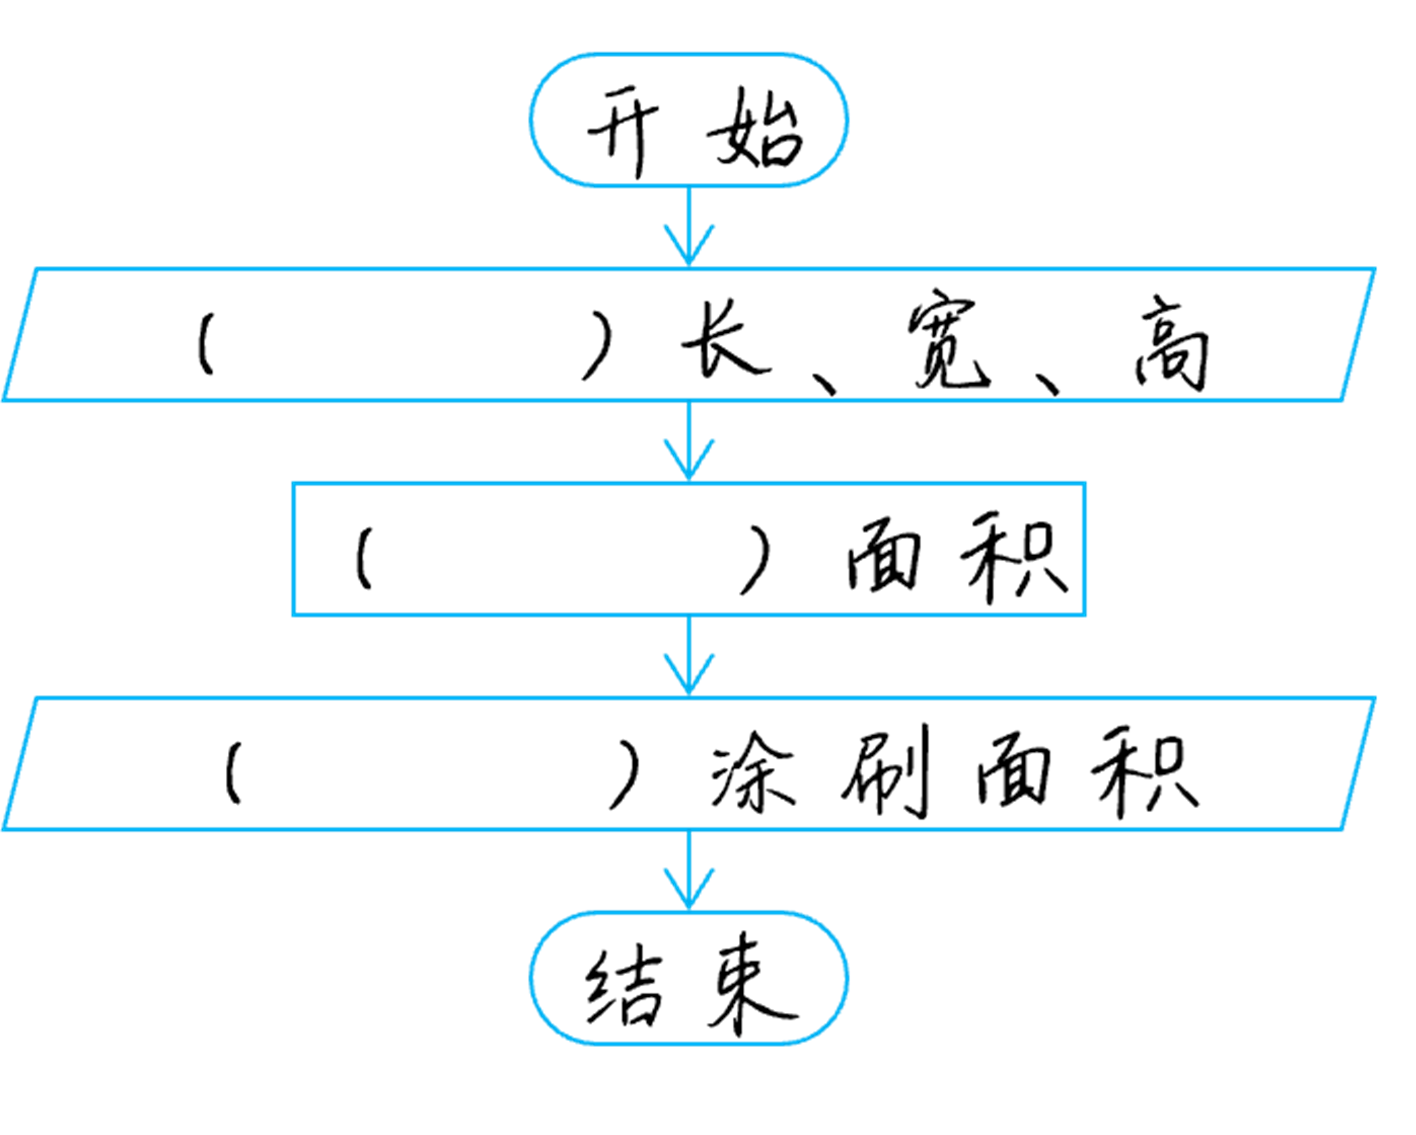 开始
(        )长、宽、高
(        )面积
(        )涂刷面积
结束